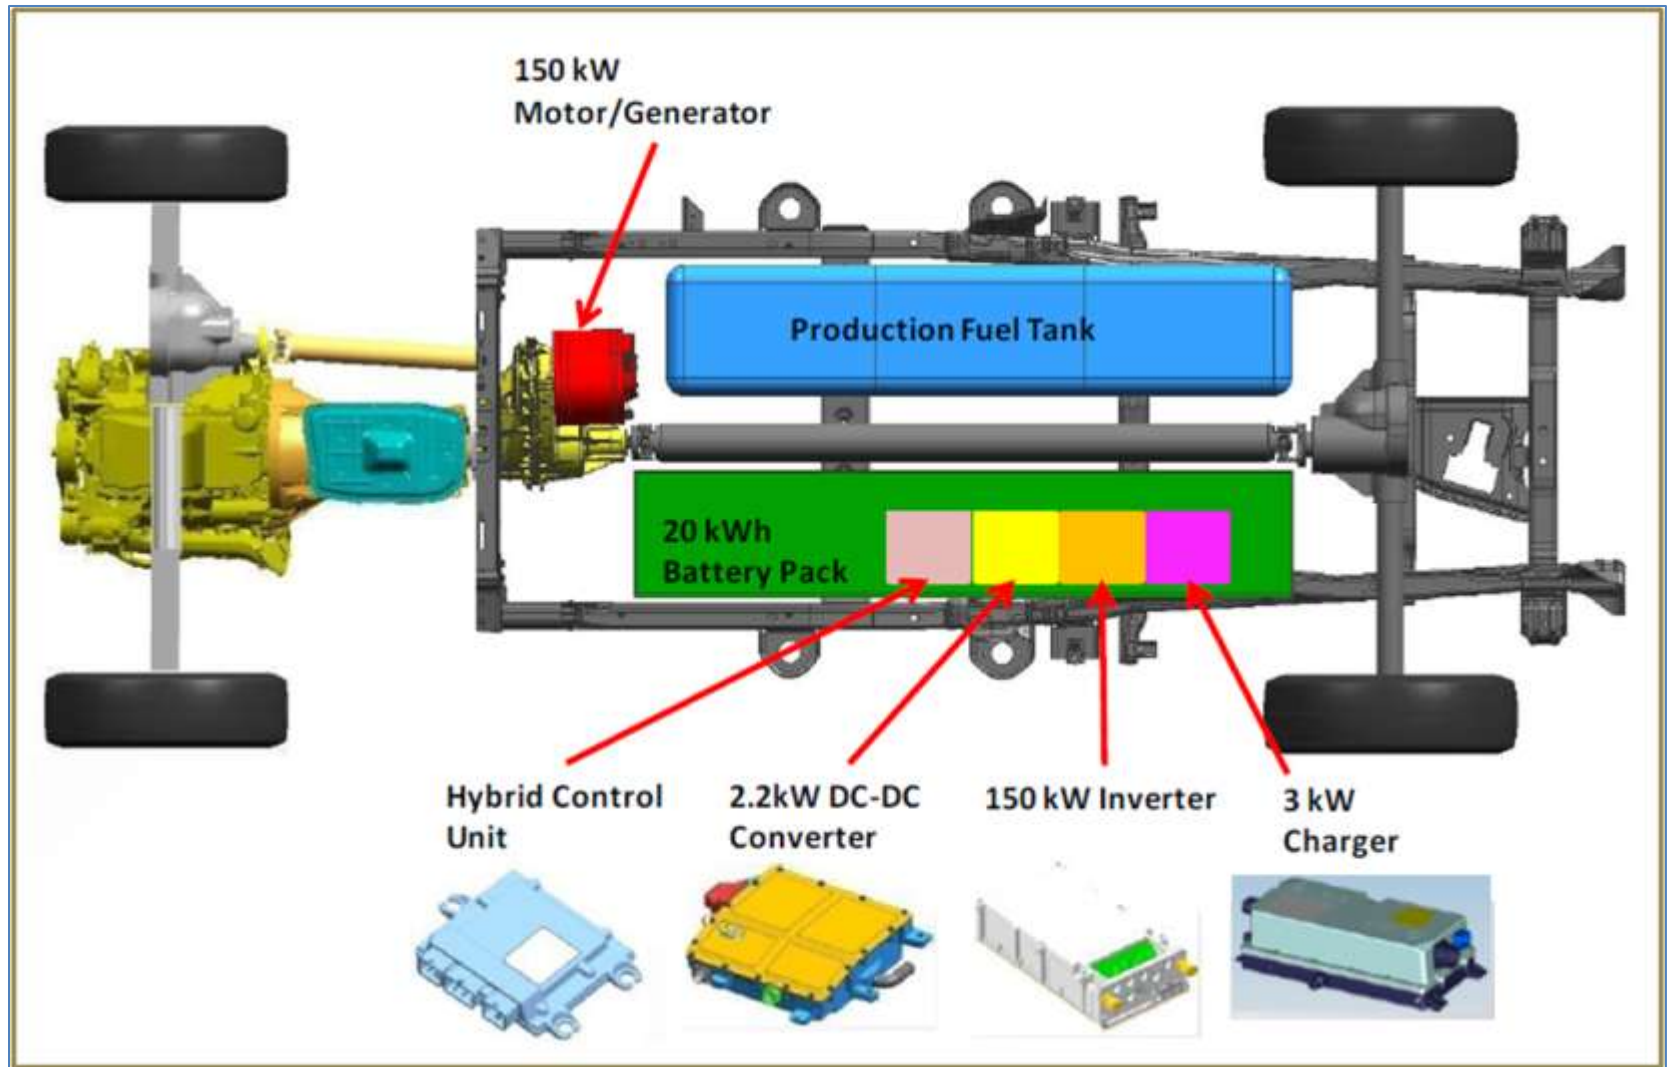 150 kW
Motor/Generator
Production Fuel Tank
20 kWh
Battery Pack
Hybrid Control
Unit
2.2kW DC-DC
Converter
150 kW Inverter
3 kW
Charger